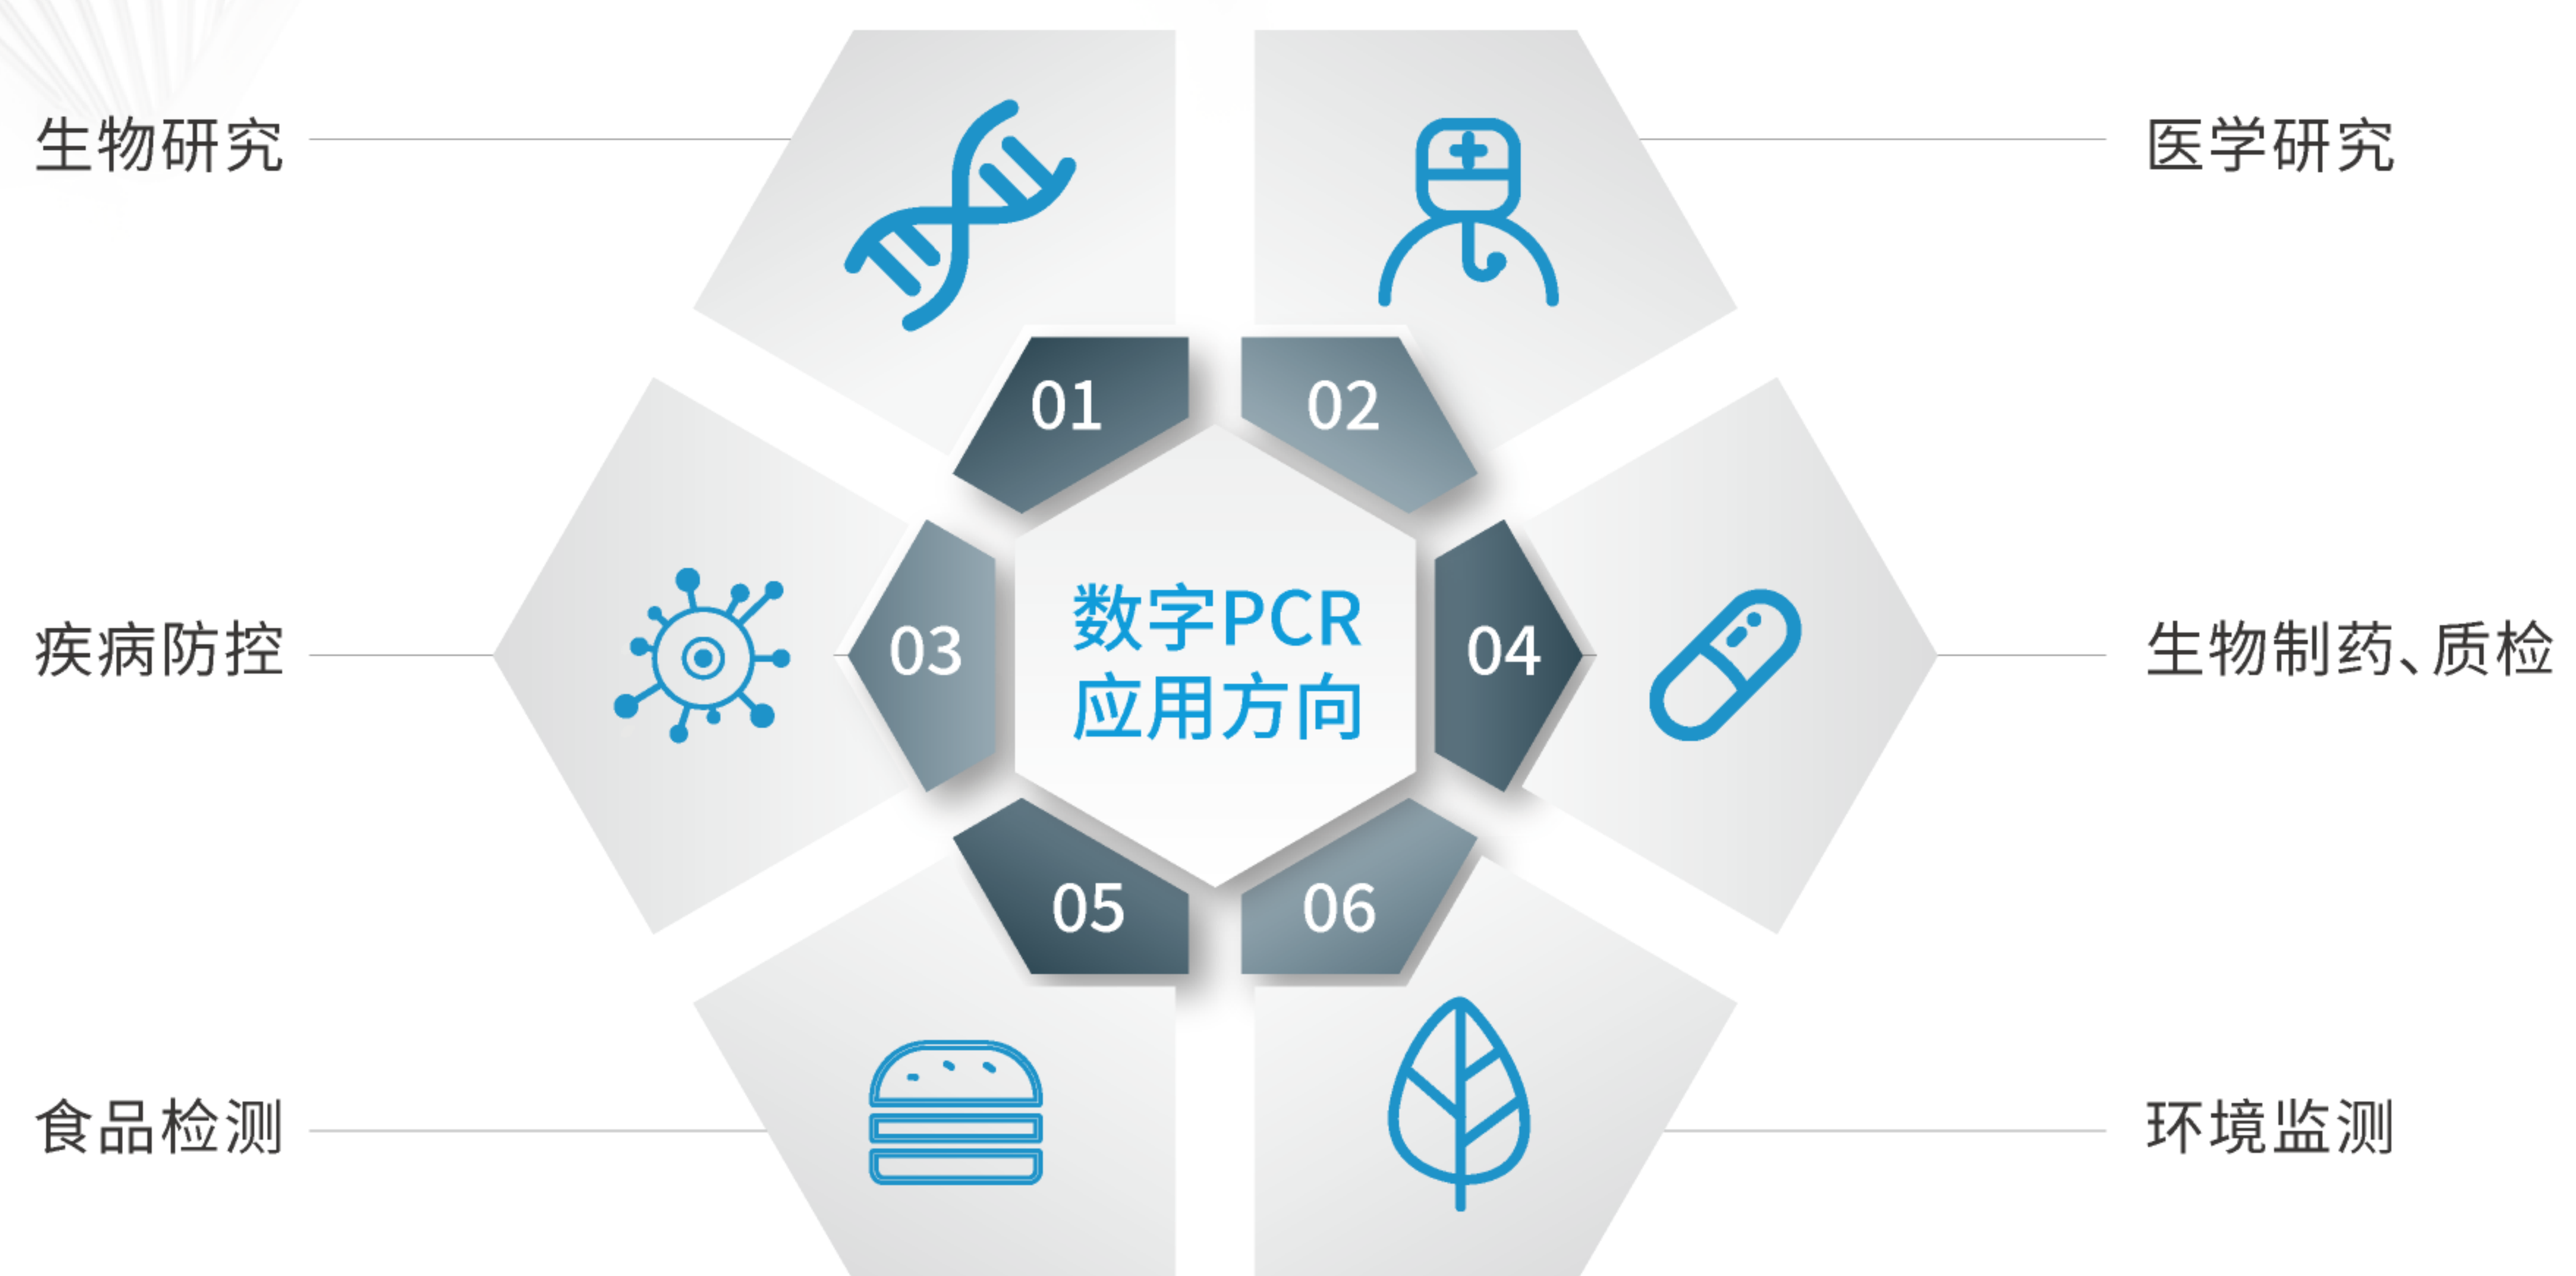 生物研究
医学研究
01
02
疾病防控
03
数字PCR
应用方向
04
生物制药、质检
05
06
食品检测
环境监测